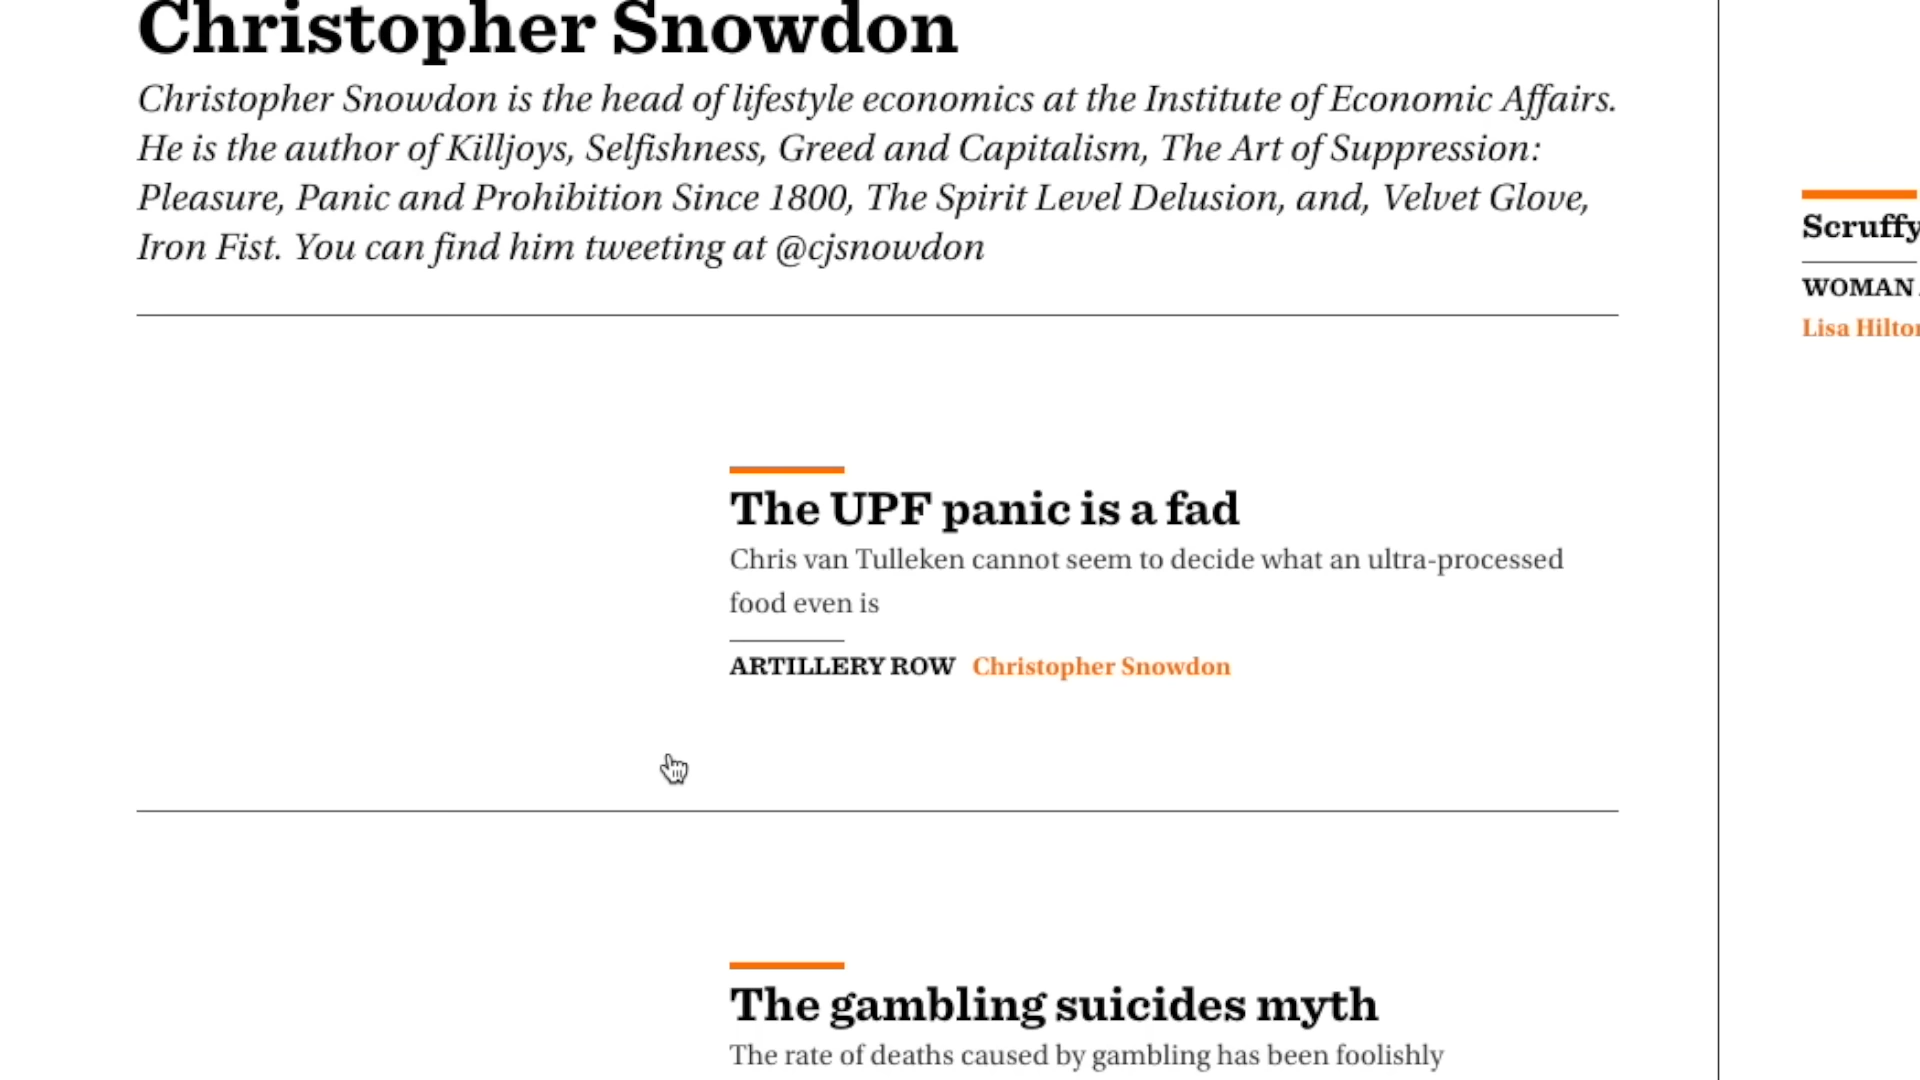 Christopher Snowdon
Christopher Snowdon is the head of lifestyle economics at the Institute of Economic Affairs.
He is the author of Killjoys, Selfishness, Greed and Capitalism, The Art of Suppression:
Pleasure, Panic and Prohibition Since 1800, The Spirit Level Delusion, and, Velvet Glove,
Iron Fist. You can find him tweeting at @cjsnowdon
Scruffy
WOMAN
Lisa Hilton
The UPF panic is a fad
Chris van Tulleken cannot seem to decide what an ultra-processed
food even is
ARTILLERY ROW Christopher Snowdon
The gambling suicides myth
The rate of deaths caused by gambling has been foolishly